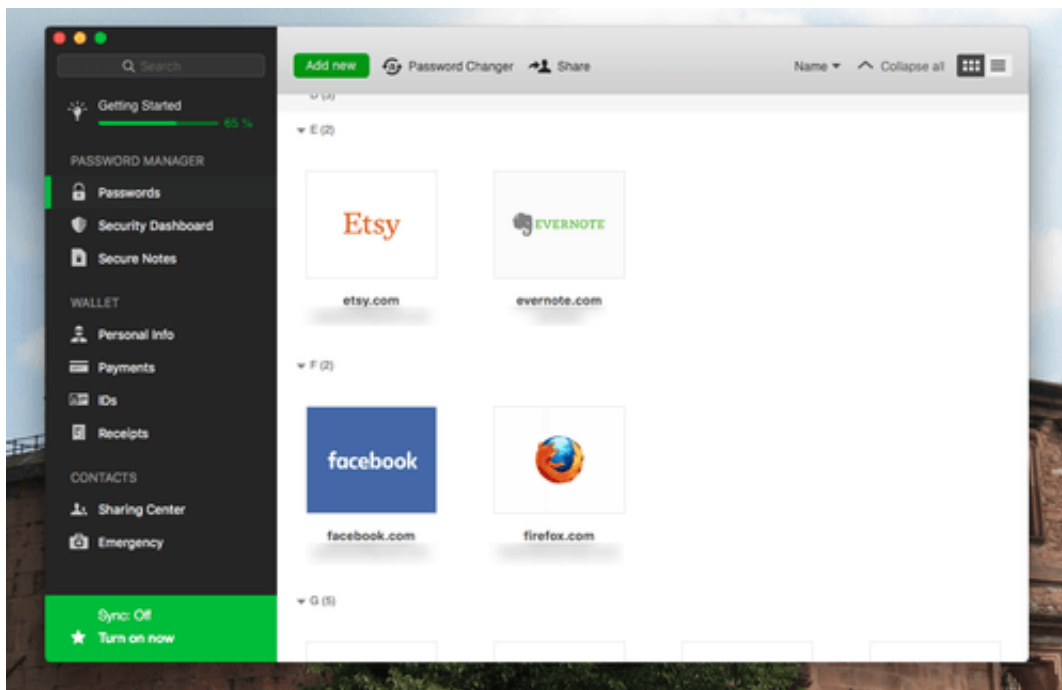 Search
Getting Started
65 %
PASSWORD MANAGER
Passwords
Security Dashboard
Secure Notes
WALLET
Personal Info
Payments
IDs
Receipts
CONTACTS
Sharing Center
Emergency
Sync: Off
Turn on now
Add new
Password Changer
Share
Name
Collapse all
E (2)
Etsy
EVERNOTE
etsy.com
evernote.com
F (2)
facebook
facebook.com
firefox.com
G (5)